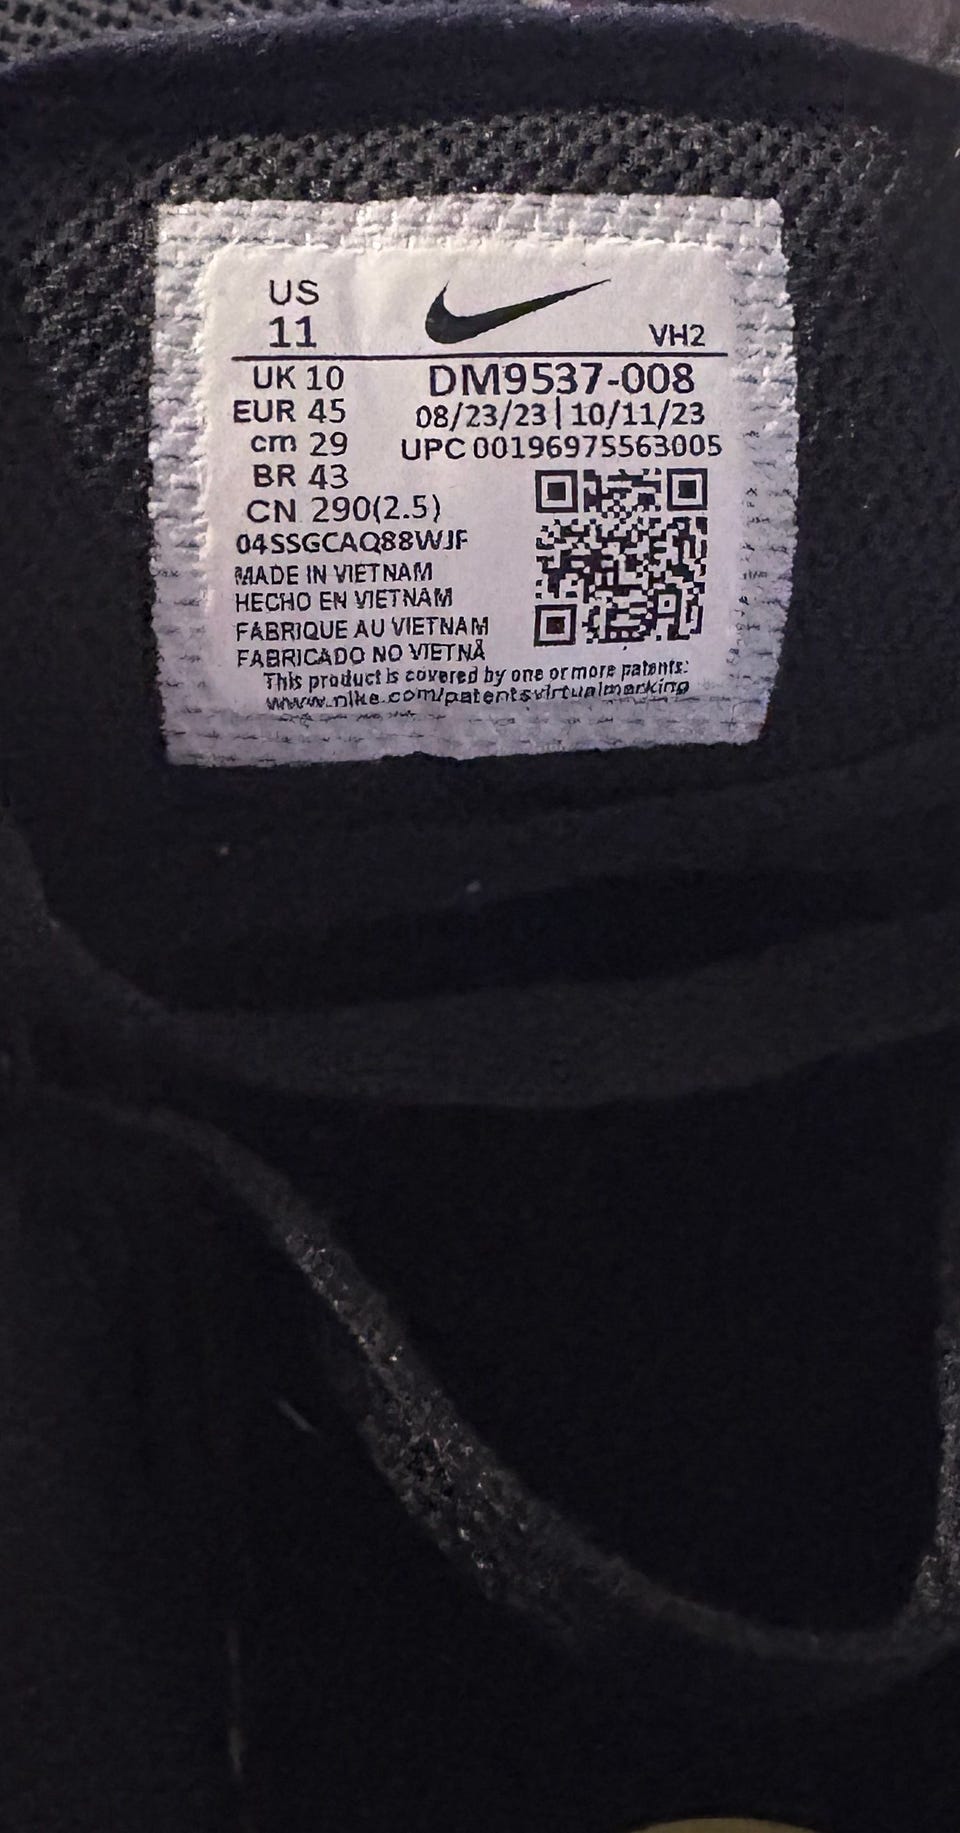 US
11
VH2
UK 10
DM9537-008
EUR 45
08/23/23 | 10/11/23
cm 29
UPC 00196975563005
BR 43
CN 290(2.5)
04SSGCAQ88WJF
MADE IN VIETNAM
HECHO EN VIETNAM
FABRIQUE AU VIETNAM
FABRICADO NO VIETNÃ
This product is covered by one or more patents:
www.nike.com/patentsvirtualmarking